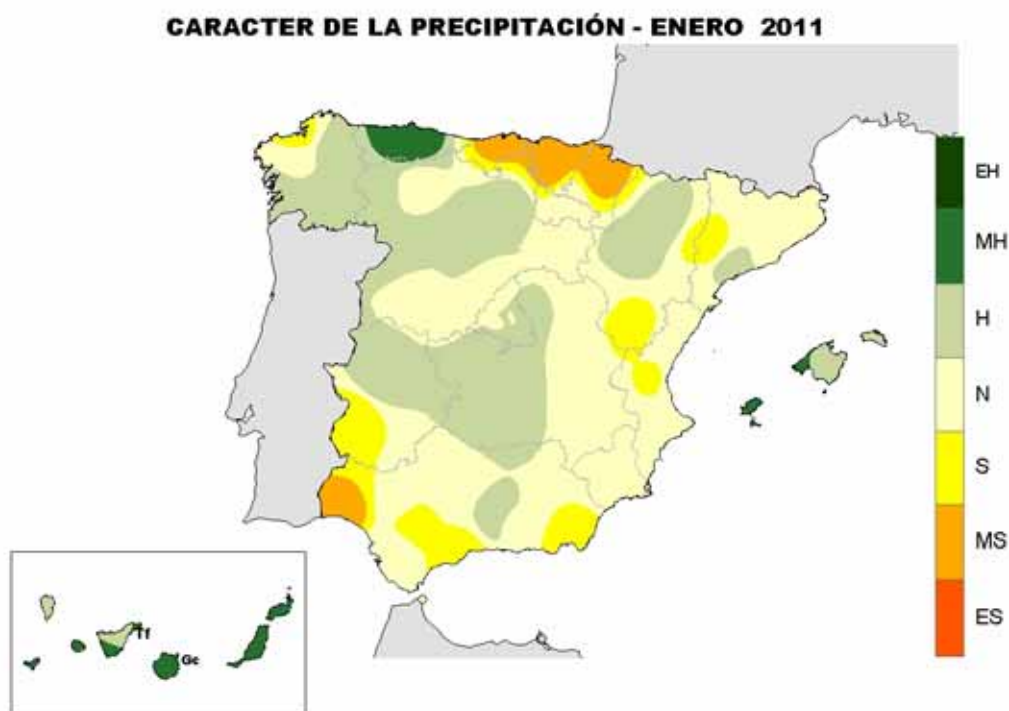 CARACTER DE LA PRECIPITACIÓN - ENERO 2011
EH
MH
H
N
S
MS
ES
Tf
Gc